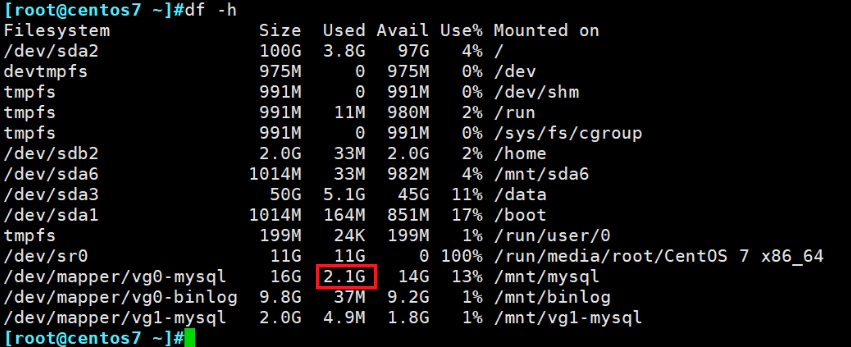 [root@centos7 ~]#df -h
Filesystem Size Used Avail Use% Mounted on
/dev/sda2 100G 3.8G 97G 4% /
devtmpfs 975M 0 975M 0% /dev
tmpfs 991M 0 991M 0% /dev/shm
tmpfs 991M 11M 980M 2% /run
tmpfs 991M 0 991M 0% /sys/fs/cgroup
/dev/sdb2 2.0G 33M 2.0G 2% /home
/dev/sda6 1014M 33M 982M 4% /mnt/sda6
/dev/sda3 50G 5.1G 45G 11% /data
/dev/sda1 1014M 164M 851M 17% /boot
tmpfs 199M 24K 199M 1% /run/user/0
/dev/sr0 11G 11G 0 100% /run/media/root/CentOS 7 x86_64
/dev/mapper/vg0-mysql 16G 2.1G 14G 13% /mnt/mysql
/dev/mapper/vg0-binlog 9.8G 37M 9.2G 1% /mnt/binlog
/dev/mapper/vg1-mysql 2.0G 4.9M 1.8G 1% /mnt/vg1-mysql
[root@centos7 ~]#